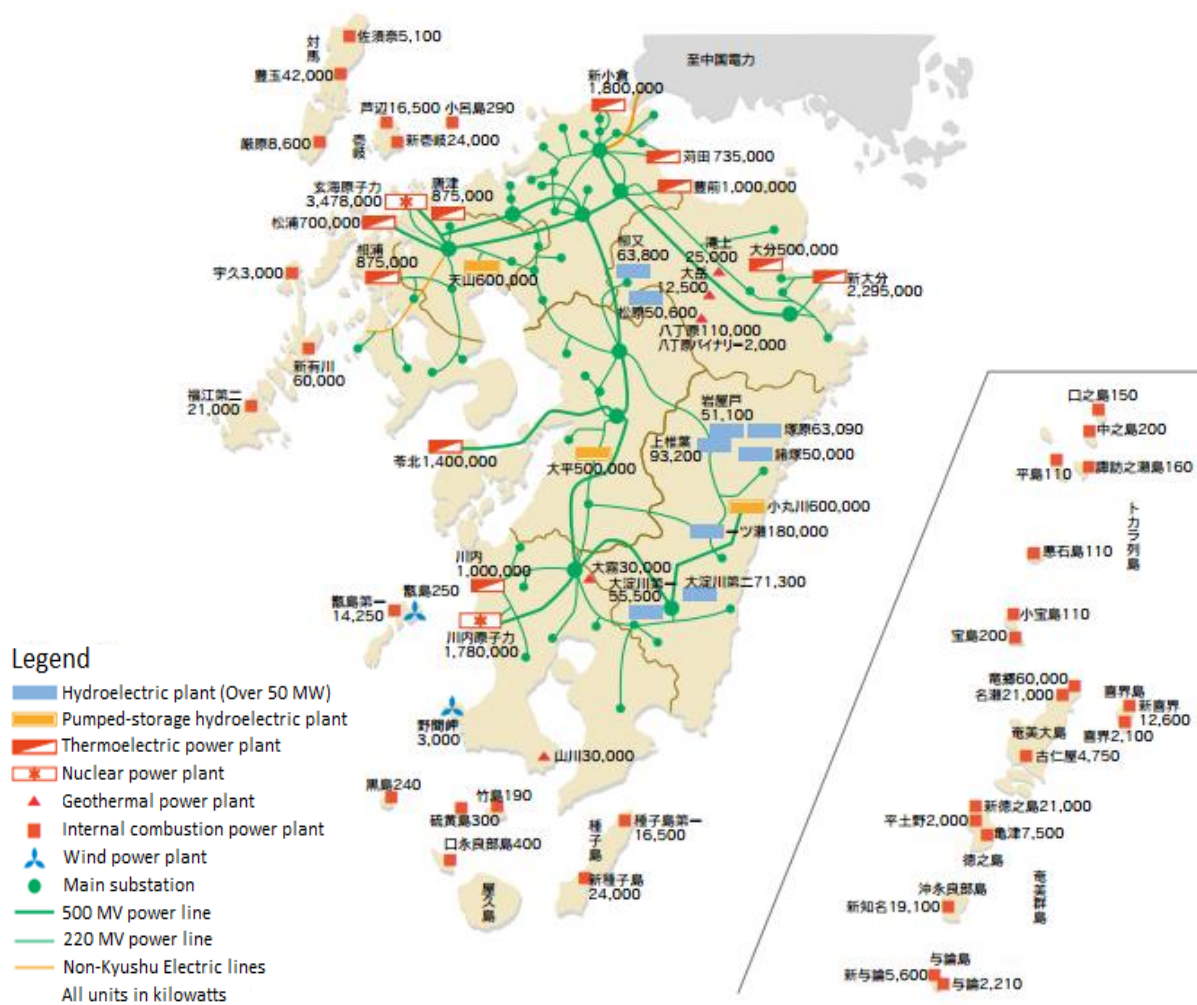 対馬
佐須奈5,100
豊玉42,000
厳原8,600
芦辺16,500
小呂島290
壱岐
新壱岐24,000
至中国電力
新小倉
1,800,000
苅田 735,000
豊前1,000,000
玄海原子力
3,478,000
唐津
875,000
松浦700,000
相浦
875,000
天山600,000
宇久3,000
新有川
60,000
福江第二
21,000
柳又
63,800
滝上
25,000
大岳
12,500
松原50,600
八丁原110,000
八丁原バイナリー2,000
大分500,000
新大分
2,295,000
岩屋戸
51,100
塚原63,090
上椎葉
93,200
諸塚50,000
苓北1,400,000
大平500,000
小丸川600,000
一ツ瀬180,000
川内
1,000,000
大霧30,000
大淀川第一
55,500
大淀川第二71,300
甑島250
甑島第一
14,250
川内原子力
1,780,000
野間岬
3,000
山川30,000
黒島240
竹島190
硫黄島300
口永良部島400
屋久島
種子島
種子島第一
16,500
新種子島
24,000
口之島150
中之島200
平島110
諏訪之瀬島160
トカラ列島
悪石島110
小宝島110
宝島200
竜郷60,000
名瀬21,000
喜界島
新喜界
12,600
喜界2,100
奄美大島
古仁屋4,750
新徳之島21,000
平土野2,000
亀津7,500
徳之島
奄美群島
沖永良部島
新知名19,100
与論島
新与論5,600
与論2,210
Legend
Hydroelectric plant (Over 50 MW)
Pumped-storage hydroelectric plant
Thermoelectric power plant
Nuclear power plant
Geothermal power plant
Internal combustion power plant
Wind power plant
Main substation
500 MV power line
220 MV power line
Non-Kyushu Electric lines
All units in kilowatts